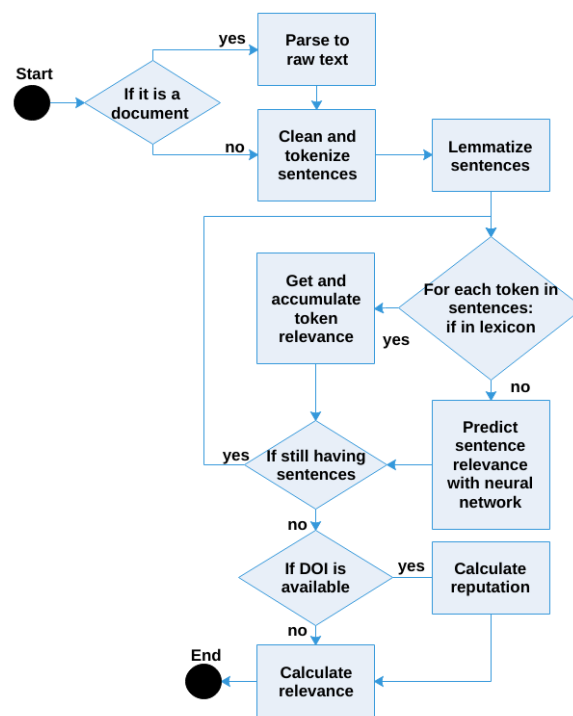 yes
Parse to
raw text
Start
If it is a
document
no
Clean and
tokenize
sentences
Lemmatize
sentences
For each token in
sentences:
if in lexicon
Get and
accumulate
token
relevance
yes
no
Predict
sentence
relevance
with neural
network
If still having
sentences
yes
no
If DOI is
available
yes
Calculate
reputation
no
End
Calculate
relevance